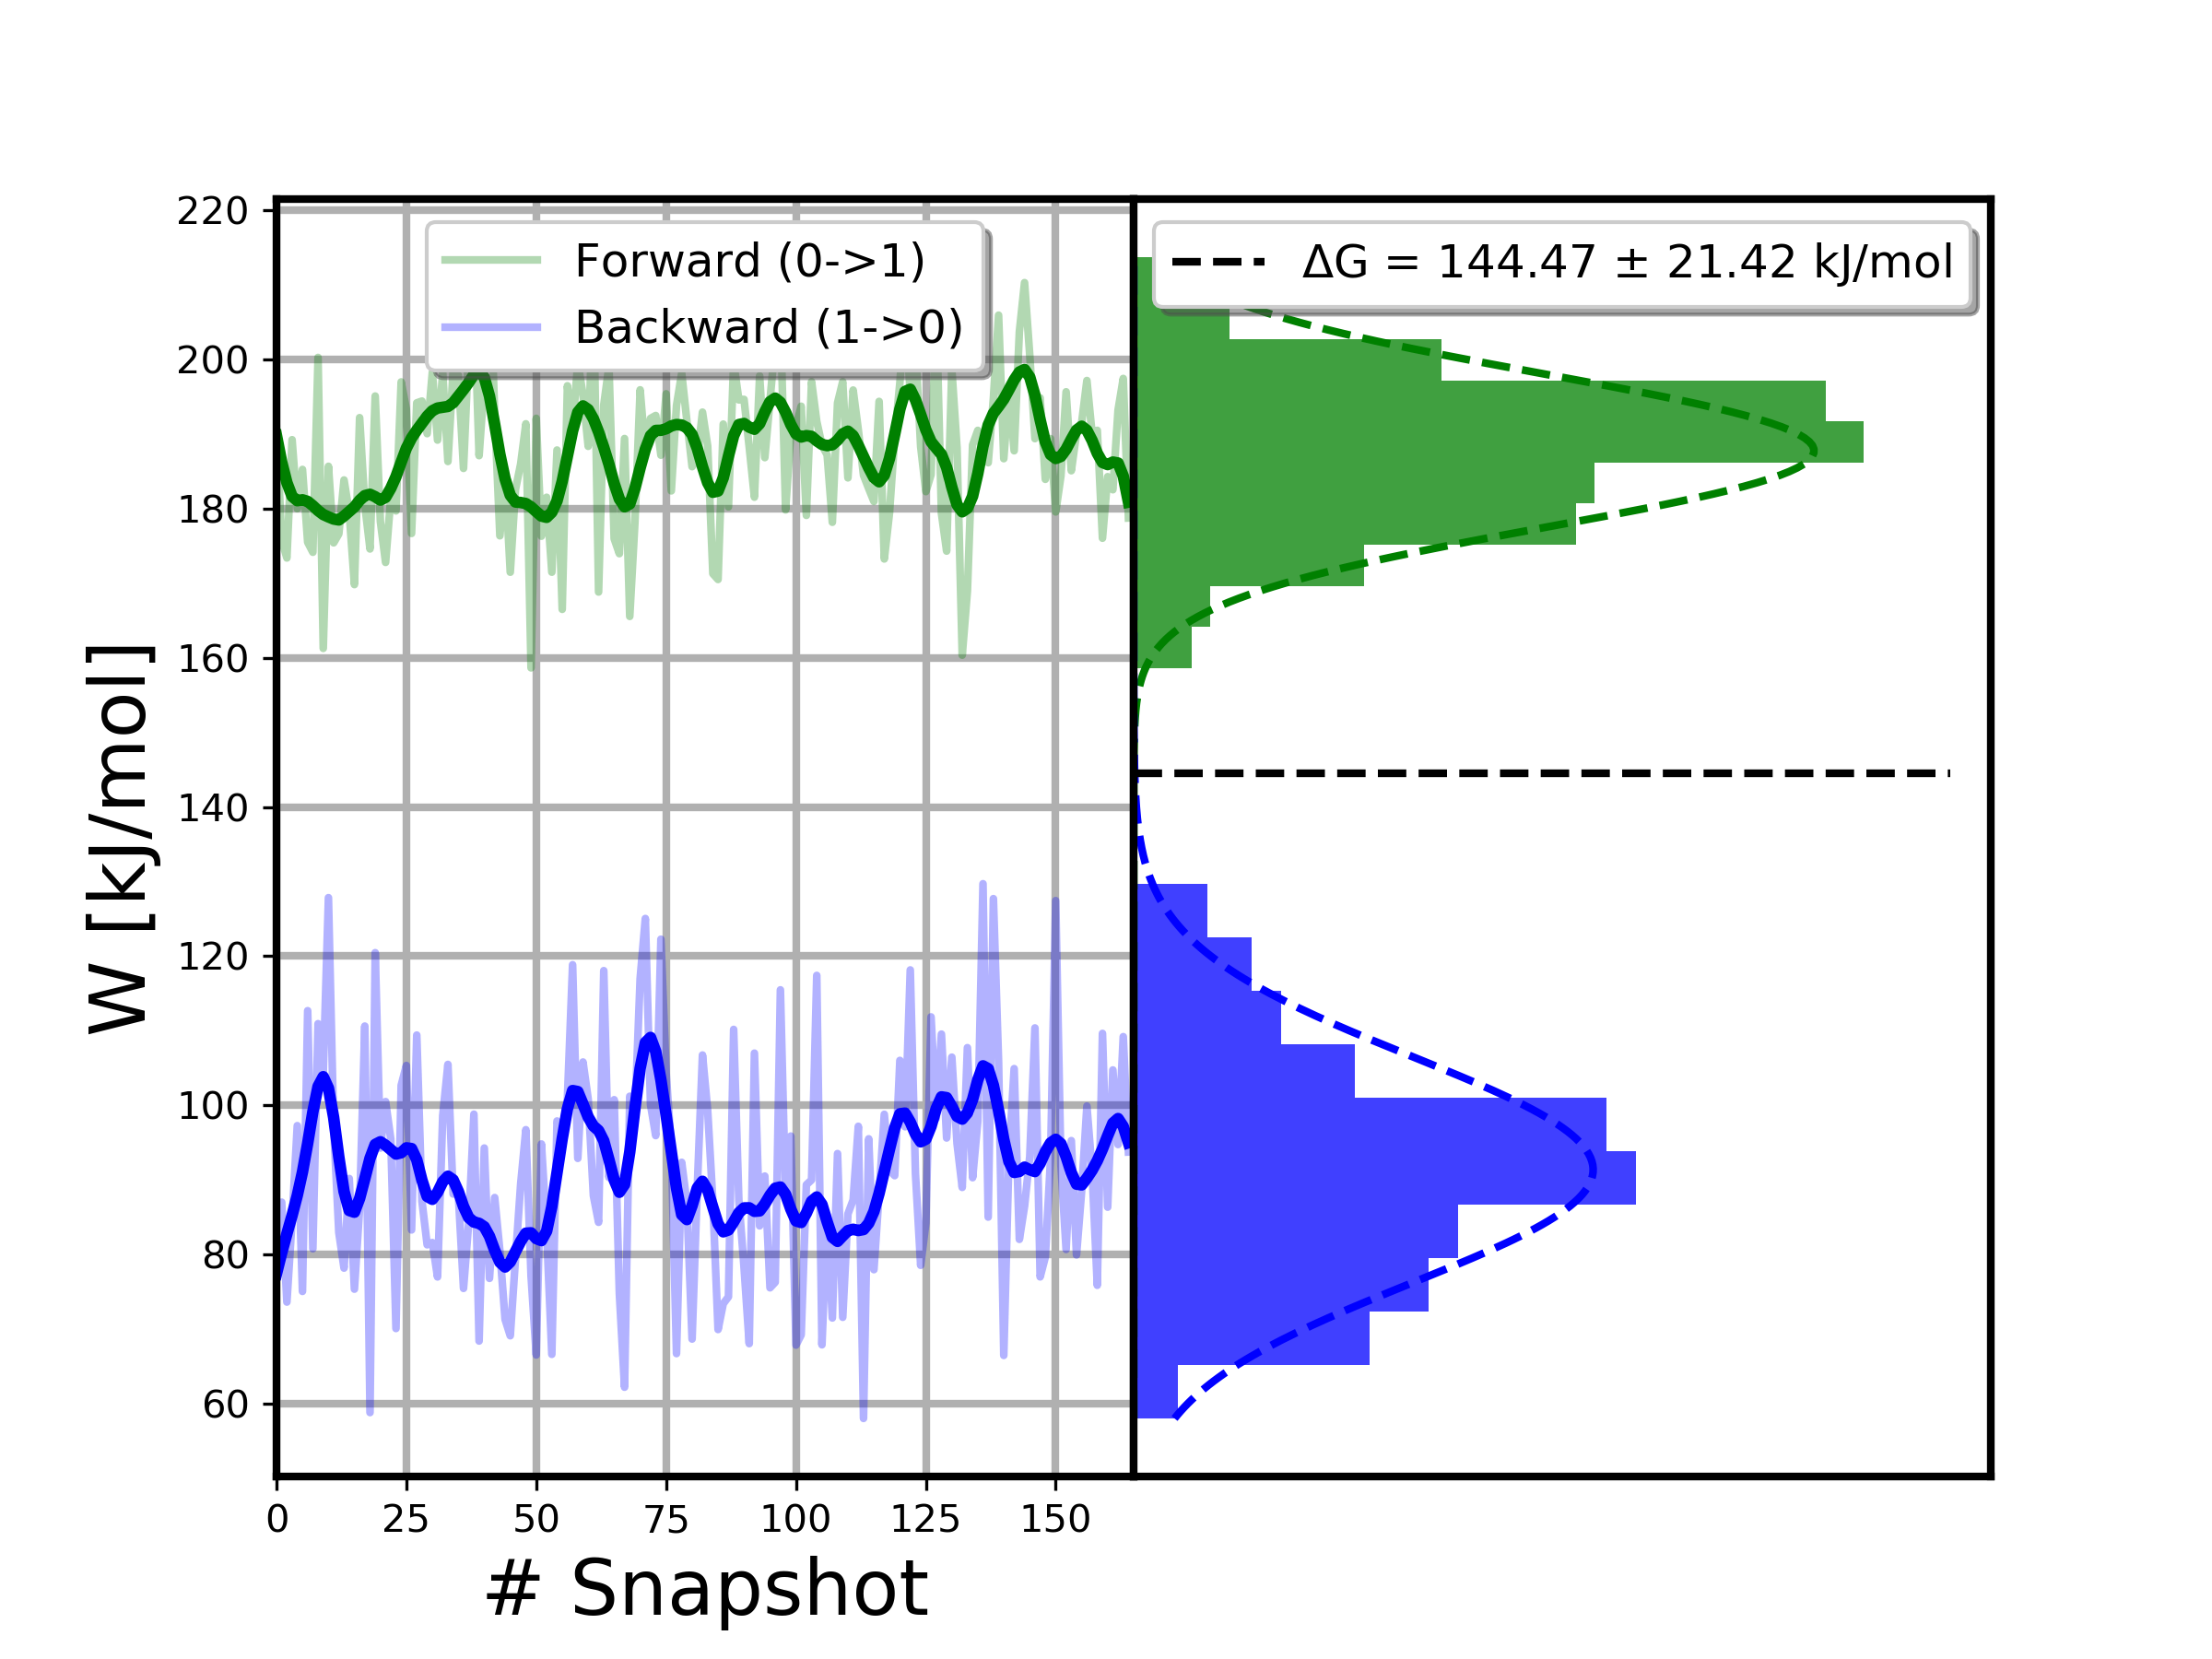 220
200
180
160
140
120
100
80
60
W [kJ/mol]
Forward (0->1)
Backward (1->0)
ΔG = 144.47 ± 21.42 kJ/mol
0 25 50 75 100 125 150
# Snapshot